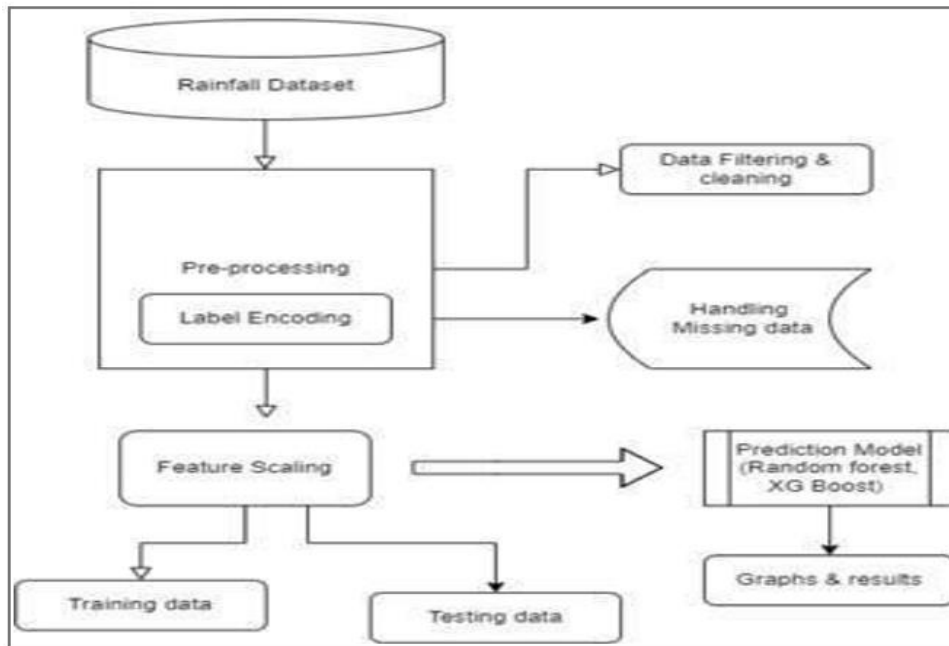 Rainfall Dataset
Data Filtering &
cleaning
Pre-processing
Label Encoding
Handling
Missing data
Feature Scaling
Prediction Model
(Random forest,
XG Boost)
Graphs & results
Training data
Testing data